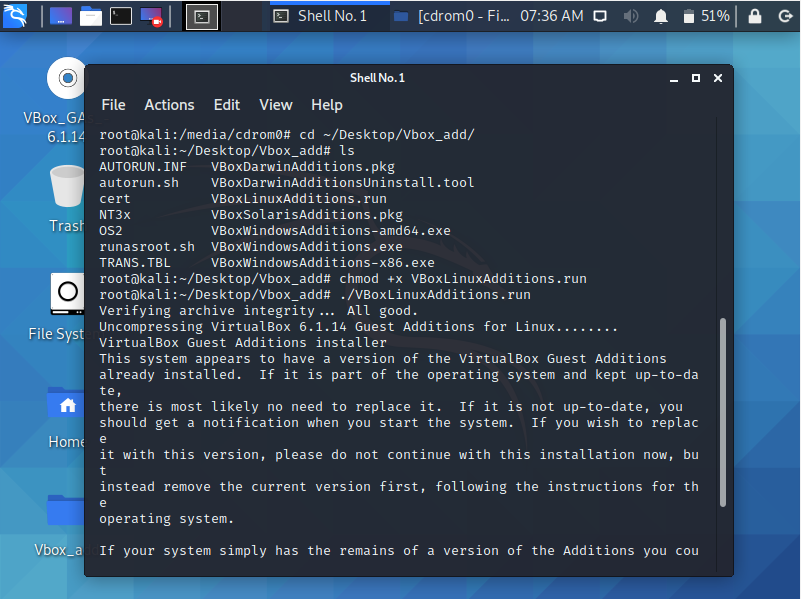 Shell No. 1
[cdrom0 - Fi...
07:36 AM
51%
Shell No. 1
File Actions Edit View Help
VBox_GA
6.1.14
Trash
File Syst
Home
Vbox_a
root@kali:/media/cdrom0# cd ~/Desktop/Vbox_add/
root@kali:~/Desktop/Vbox_add# ls
AUTORUN.INF VBoxDarwinAdditions.pkg
autorun.sh VBoxDarwinAdditionsUninstall.tool
cert VBoxLinuxAdditions.run
NT3x VBoxSolarisAdditions.pkg
OS2 VBoxWindowsAdditions-amd64.exe
runasroot.sh VBoxWindowsAdditions.exe
TRANS.TBL VBoxWindowsAdditions-x86.exe
root@kali:~/Desktop/Vbox_add# chmod +x VBoxLinuxAdditions.run
root@kali:~/Desktop/Vbox_add# ./VBoxLinuxAdditions.run
Verifying archive integrity... All good.
Uncompressing VirtualBox 6.1.14 Guest Additions for Linux........
VirtualBox Guest Additions installer
This system appears to have a version of the VirtualBox Guest Additions
already installed. If it is part of the operating system and kept up-to-da
te,
there is most likely no need to replace it. If it is not up-to-date, you
should get a notification when you start the system. If you wish to replac
e
it with this version, please do not continue with this installation now, bu
t
instead remove the current version first, following the instructions for th
e
operating system.
If your system simply has the remains of a version of the Additions you cou